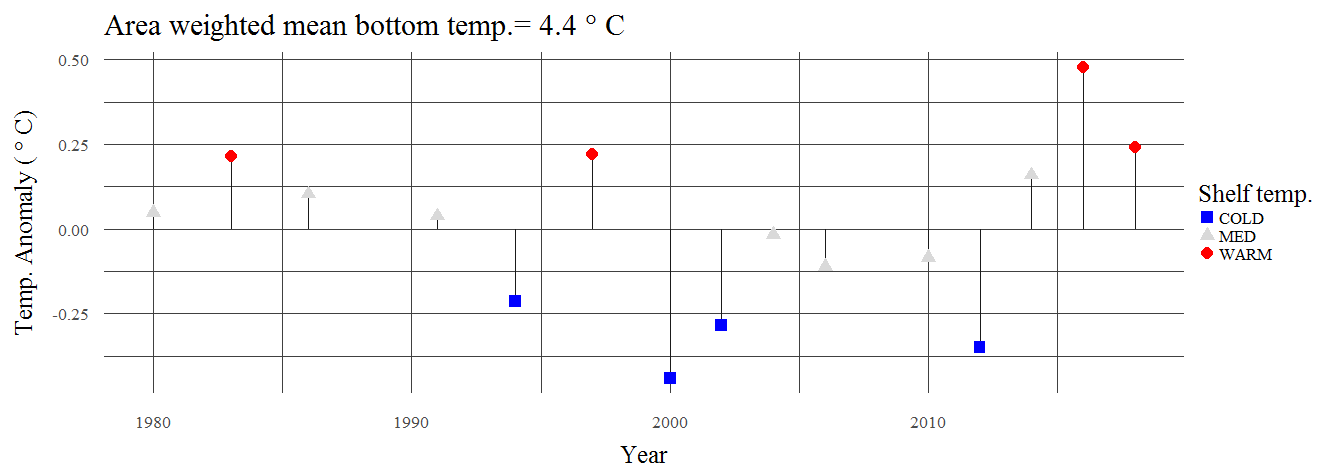 Area weighted mean bottom temp.= 4.4 ° C
Temp. Anomaly ( ° C)
0.50
0.25
0.00
-0.25
1980
1990
2000
2010
Year
Shelf temp.
COLD
MED
WARM